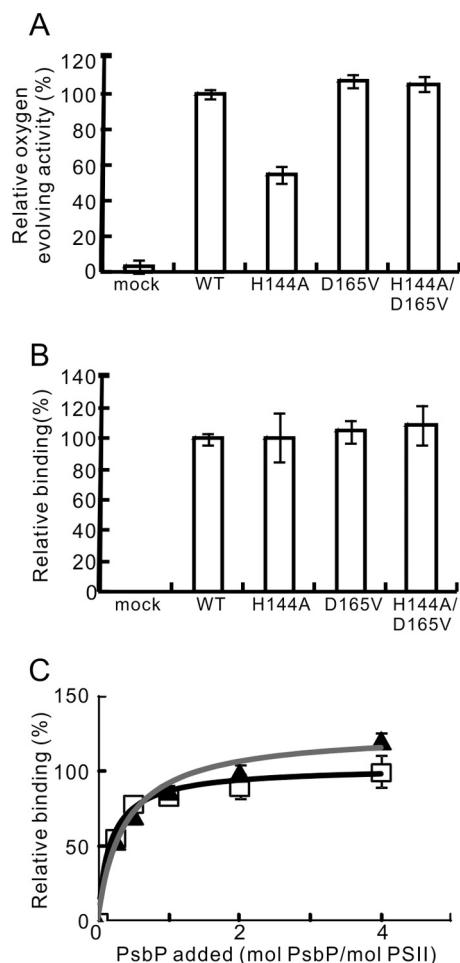 A
Relative oxygen
evolving activity (%)
120
100
80
60
40
20
0
mock WT H144A D165V H144A/
D165V
B
Relative binding(%)
140
120
100
80
60
40
20
0
mock WT H144A D165V H144A/
D165V
C
Relative binding (%)
150
100
50
0
0 2 4
PsbP added (mol PsbP/mol PSII)